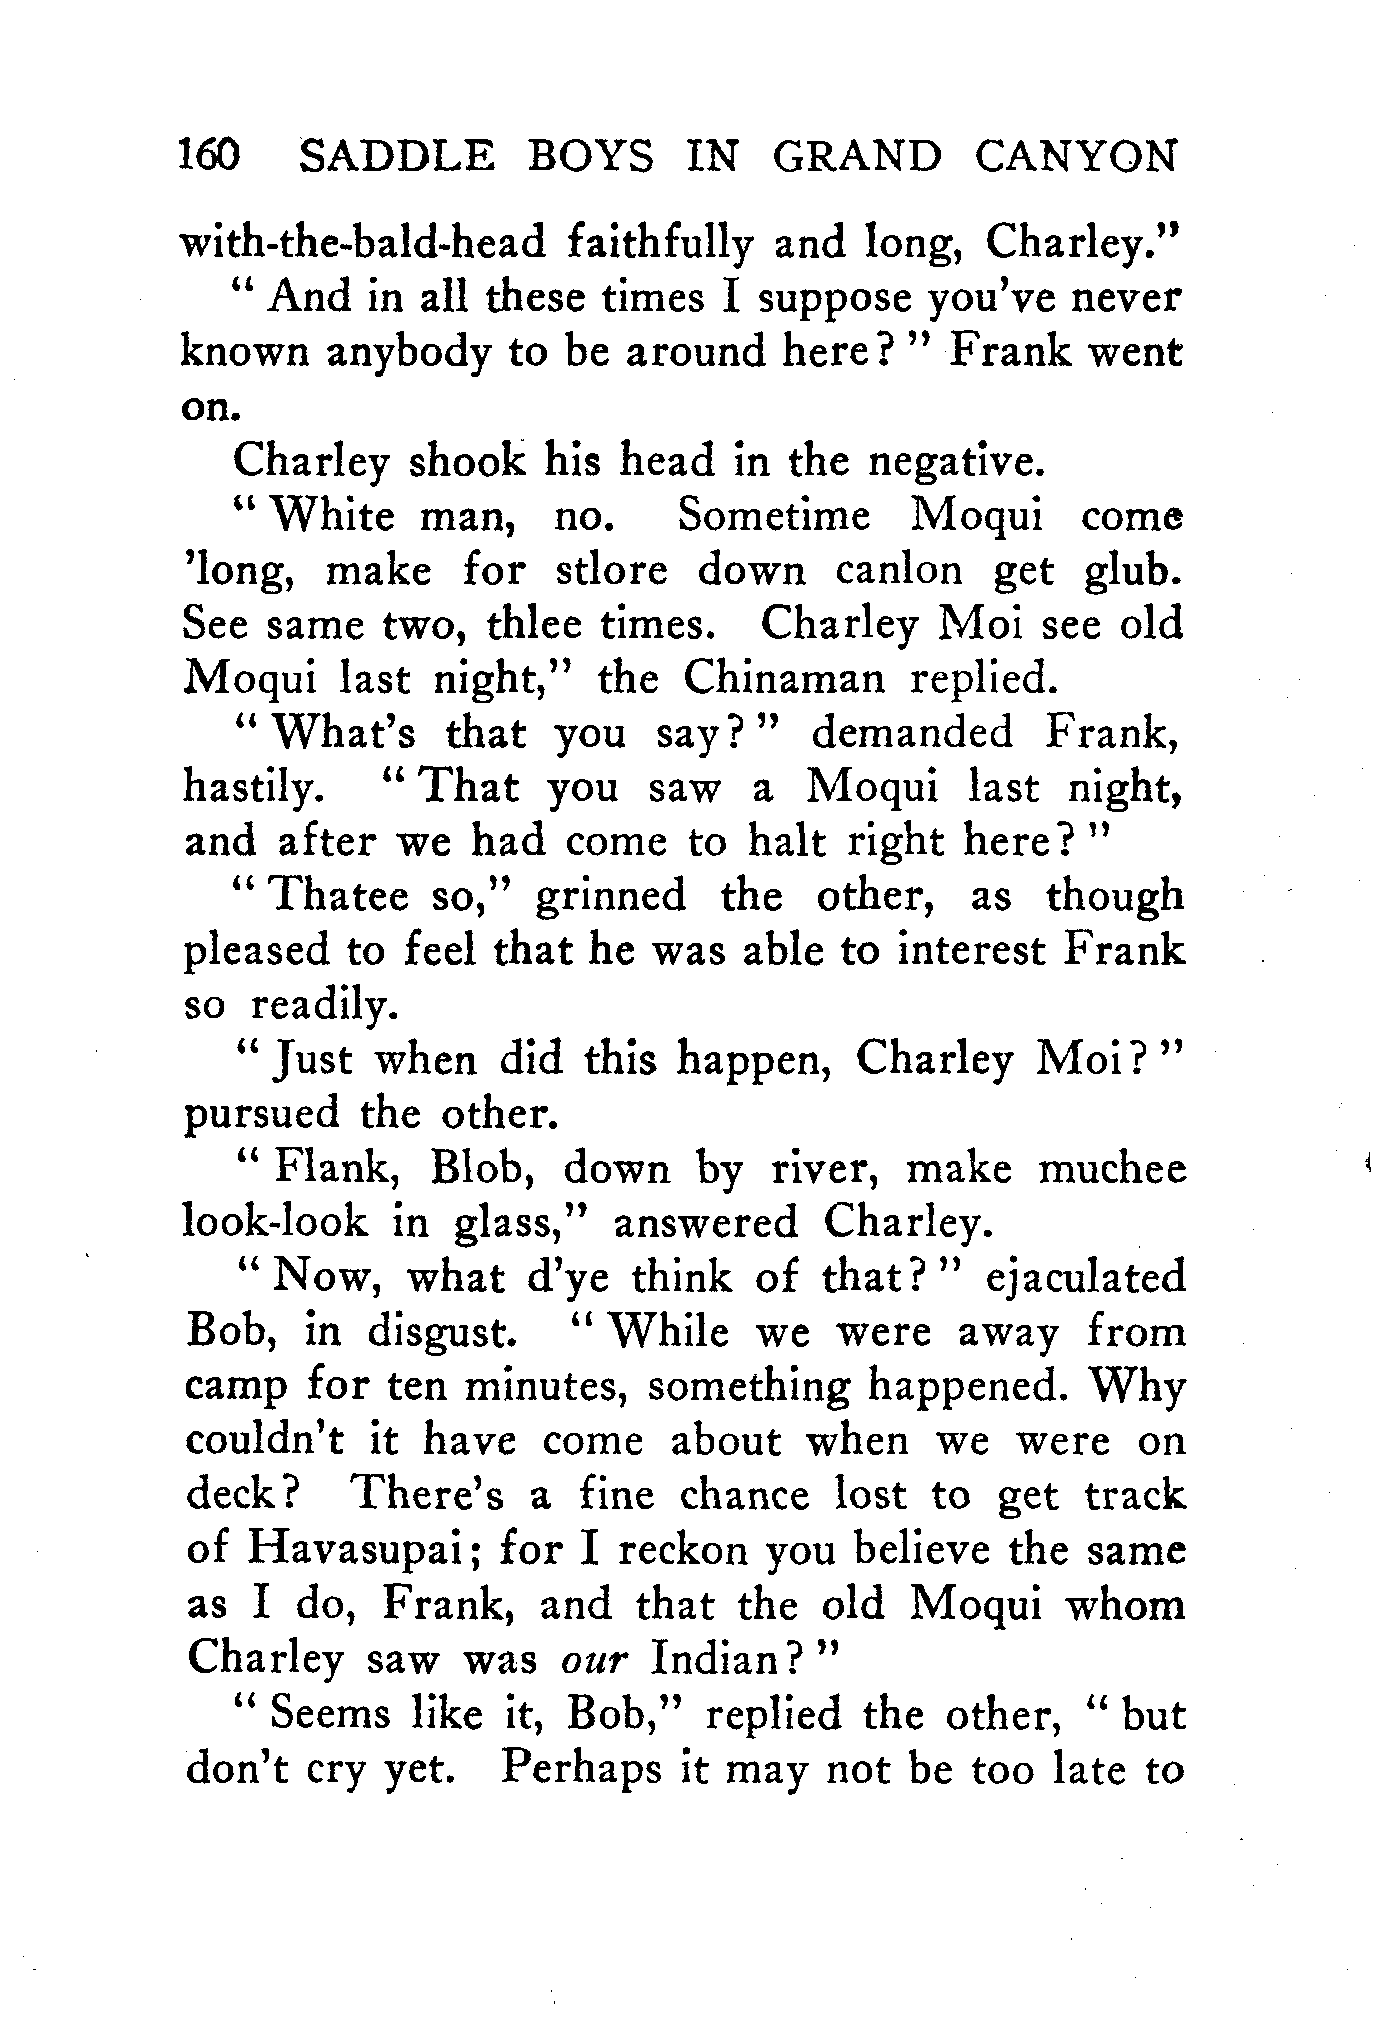 160 SADDLE BOYS IN GRAND CANYON
with-the-bald-head faithfully and long, Charley."
" And in all these times I suppose you've never
known anybody to be around here? " Frank went
on.
Charley shook his head in the negative.
" White man, no. Sometime Moqui come
'long, make for stlore down canlon get glub.
See same two, thlee times. Charley Moi see old
Moqui last night," the Chinaman replied.
" What's that you say? " demanded Frank,
hastily. " That you saw a Moqui last night,
and after we had come to halt right here? "
" Thatee so," grinned the other, as though
pleased to feel that he was able to interest Frank
so readily.
" Just when did this happen, Charley Moi? "
pursued the other.
" Flank, Blob, down by river, make muchee
look-look in glass," answered Charley.
" Now, what d'ye think of that? " ejaculated
Bob, in disgust. " While we were away from
camp for ten minutes, something happened. Why
couldn't it have come about when we were on
deck? There's a fine chance lost to get track
of Havasupai; for I reckon you believe the same
as I do, Frank, and that the old Moqui whom
Charley saw was our Indian? "
" Seems like it, Bob," replied the other, " but
don't cry yet. Perhaps it may not be too late to